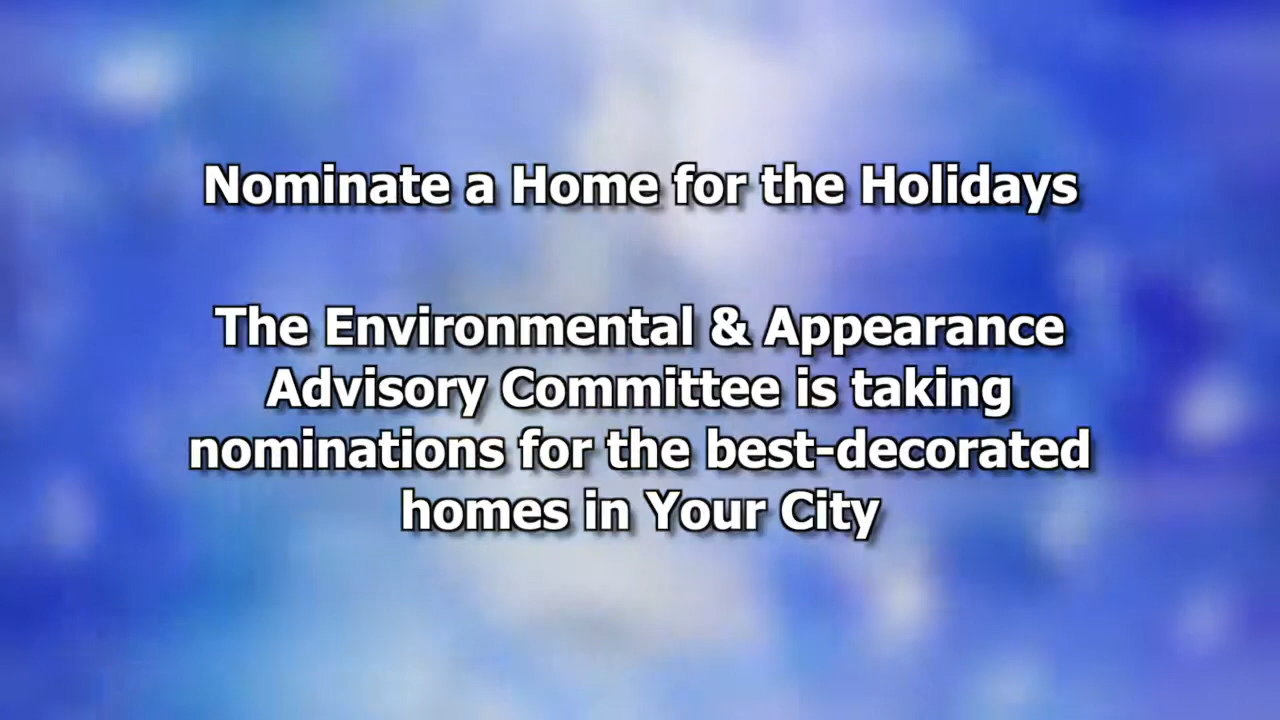 Nominate a Home for the Holidays
The Environmental & Appearance
Advisory Committee is taking
nominations for the best-decorated
homes in Your City